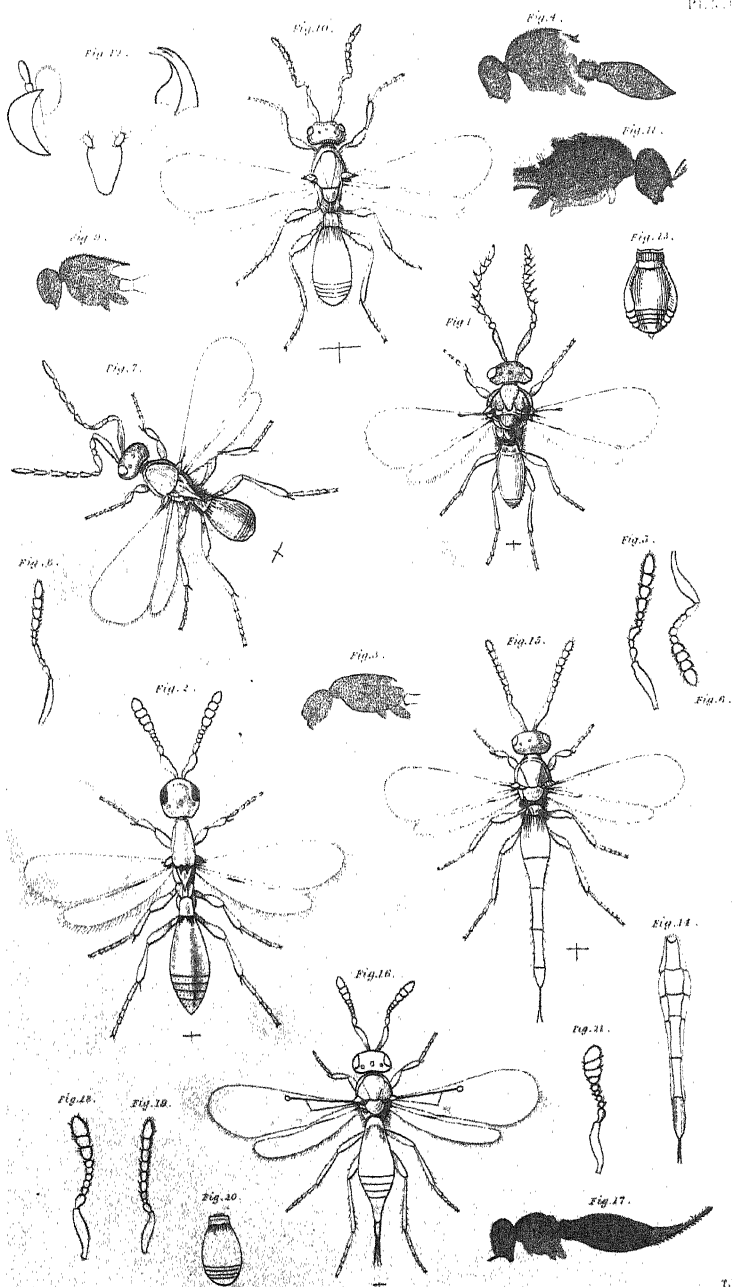 Pl. 5.
Fig. 4.
Fig. 10.
Fig. 12.
Fig. 11.
Fig. 9.
Fig. 13.
Fig 1
Fig. 7.
Fig. 5.
Fig. 8.
Fig. 15.
Fig. 3.
Fig. 2.
Fig. 6.
Fig. 14.
Fig. 16.
Fig. 21.
Fig. 18.
Fig. 19.
Fig. 20
Fig. 17.